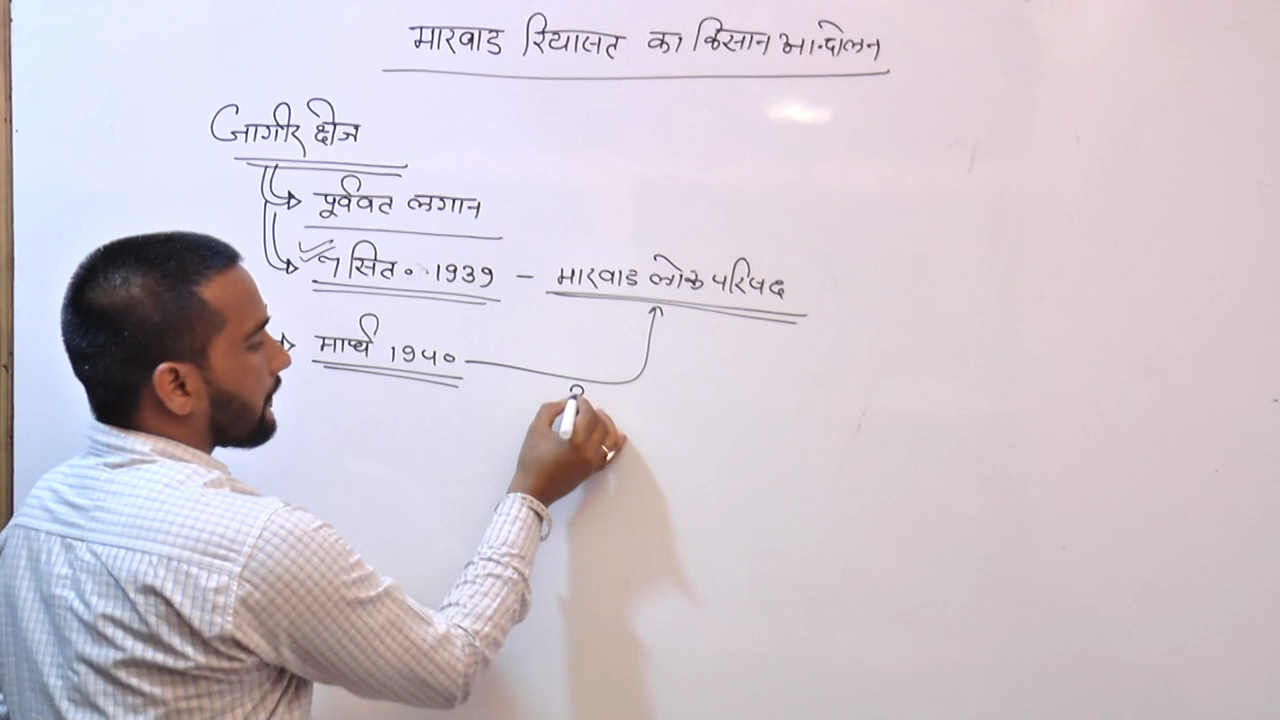 मारवाड रियासत का किसान आन्दोलन
जागीर क्षेत्र
पूर्ववत लगान
7 सित॰ 1939 - मारवाड लोक परिषद
मार्च 1940